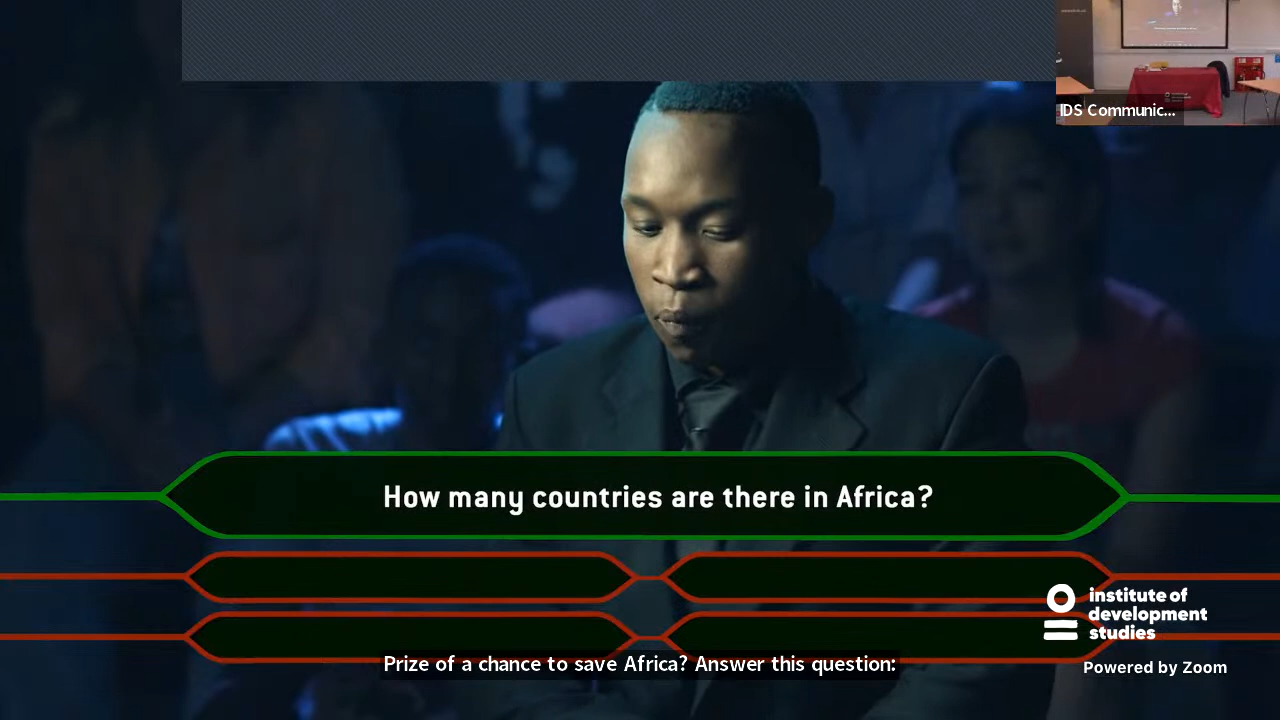 IDS Communic...
How many countries are there in Africa?
institute of
development
studies
Prize of a chance to save Africa? Answer this question:
Powered by Zoom